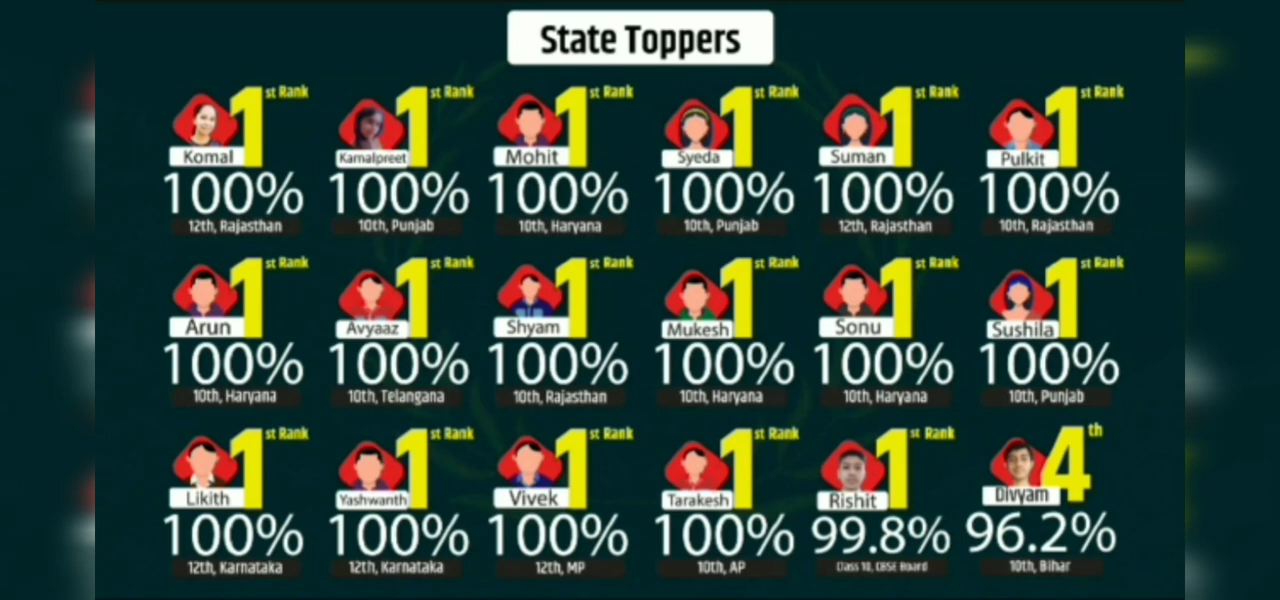 State Toppers
1st Rank 1st Rank 1st Rank 1st Rank 1st Rank 1st Rank
Komal Kamalpreet Mohit Syeda Suman Pulkit
100% 100% 100% 100% 100% 100%
12th, Rajasthan 10th, Punjab 10th, Haryana 10th, Punjab 12th, Rajasthan 10th, Rajasthan
1st Rank 1st Rank 1st Rank 1st Rank 1st Rank 1st Rank
Arun Avyaaz Shyam Mukesh Sonu Sushila
100% 100% 100% 100% 100% 100%
10th, Haryana 10th, Telangana 10th, Rajasthan 10th, Haryana 10th, Haryana 10th, Punjab
1st Rank 1st Rank 1st Rank 1st Rank 1st Rank 4th
Likith Yashwanth Vivek Tarakesh Rishit Divyam
100% 100% 100% 100% 99.8% 96.2%
12th, Karnataka 12th, Karnataka 12th, MP 10th, AP Class 10, CBSE Board 10th, Bihar